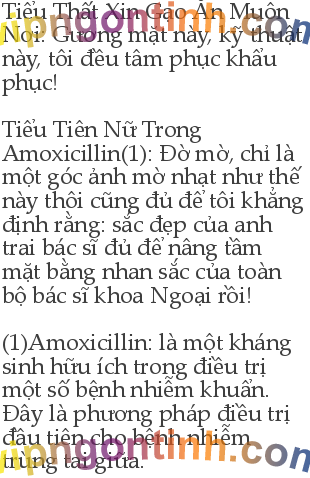 Tiểu Thất Xin Gạo Ăn Muôn
Nơi: Gương mặt này, kỹ thuật
này, tôi đều tâm phục khẩu
phục!
Tiểu Tiên Nữ Trong
Amoxicillin(1): Đờ mờ, chỉ là
một góc ảnh mờ nhạt như thế
này thôi cũng đủ để tôi khẳng
định rằng: sắc đẹp của anh
trai bác sĩ đủ để nâng tầm
mặt bằng nhan sắc của toàn
bộ bác sĩ khoa Ngoại rồi!
(1)Amoxicillin: là một kháng
sinh hữu ích trong điều trị
một số bệnh nhiễm khuẩn.
Đây là phương pháp điều trị
đầu tiên cho bệnh nhiễm
trùng tai giữa.
vipngontinh.com